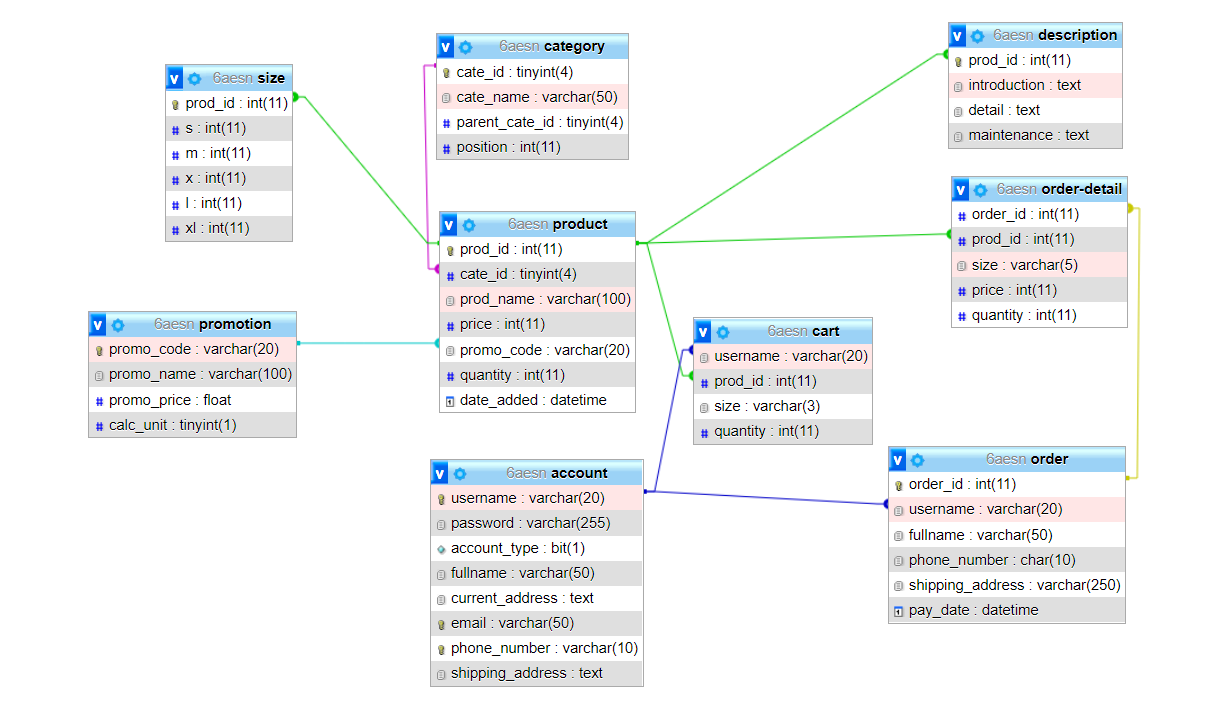 v 6aesn size
prod_id : int(11)
s : int(11)
m : int(11)
x : int(11)
l : int(11)
xl : int(11)
v 6aesn category
cate_id : tinyint(4)
cate_name : varchar(50)
parent_cate_id : tinyint(4)
position : int(11)
v 6aesn description
prod_id : int(11)
introduction : text
detail : text
maintenance : text
v 6aesn product
prod_id : int(11)
cate_id : tinyint(4)
prod_name : varchar(100)
price : int(11)
promo_code : varchar(20)
quantity : int(11)
date_added : datetime
v 6aesn order-detail
order_id : int(11)
prod_id : int(11)
size : varchar(5)
price : int(11)
quantity : int(11)
v 6aesn promotion
promo_code : varchar(20)
promo_name : varchar(100)
promo_price : float
calc_unit : tinyint(1)
v 6aesn cart
username : varchar(20)
prod_id : int(11)
size : varchar(3)
quantity : int(11)
v 6aesn account
username : varchar(20)
password : varchar(255)
account_type : bit(1)
fullname : varchar(50)
current_address : text
email : varchar(50)
phone_number : varchar(10)
shipping_address : text
v 6aesn order
order_id : int(11)
username : varchar(20)
fullname : varchar(50)
phone_number : char(10)
shipping_address : varchar(250)
pay_date : datetime